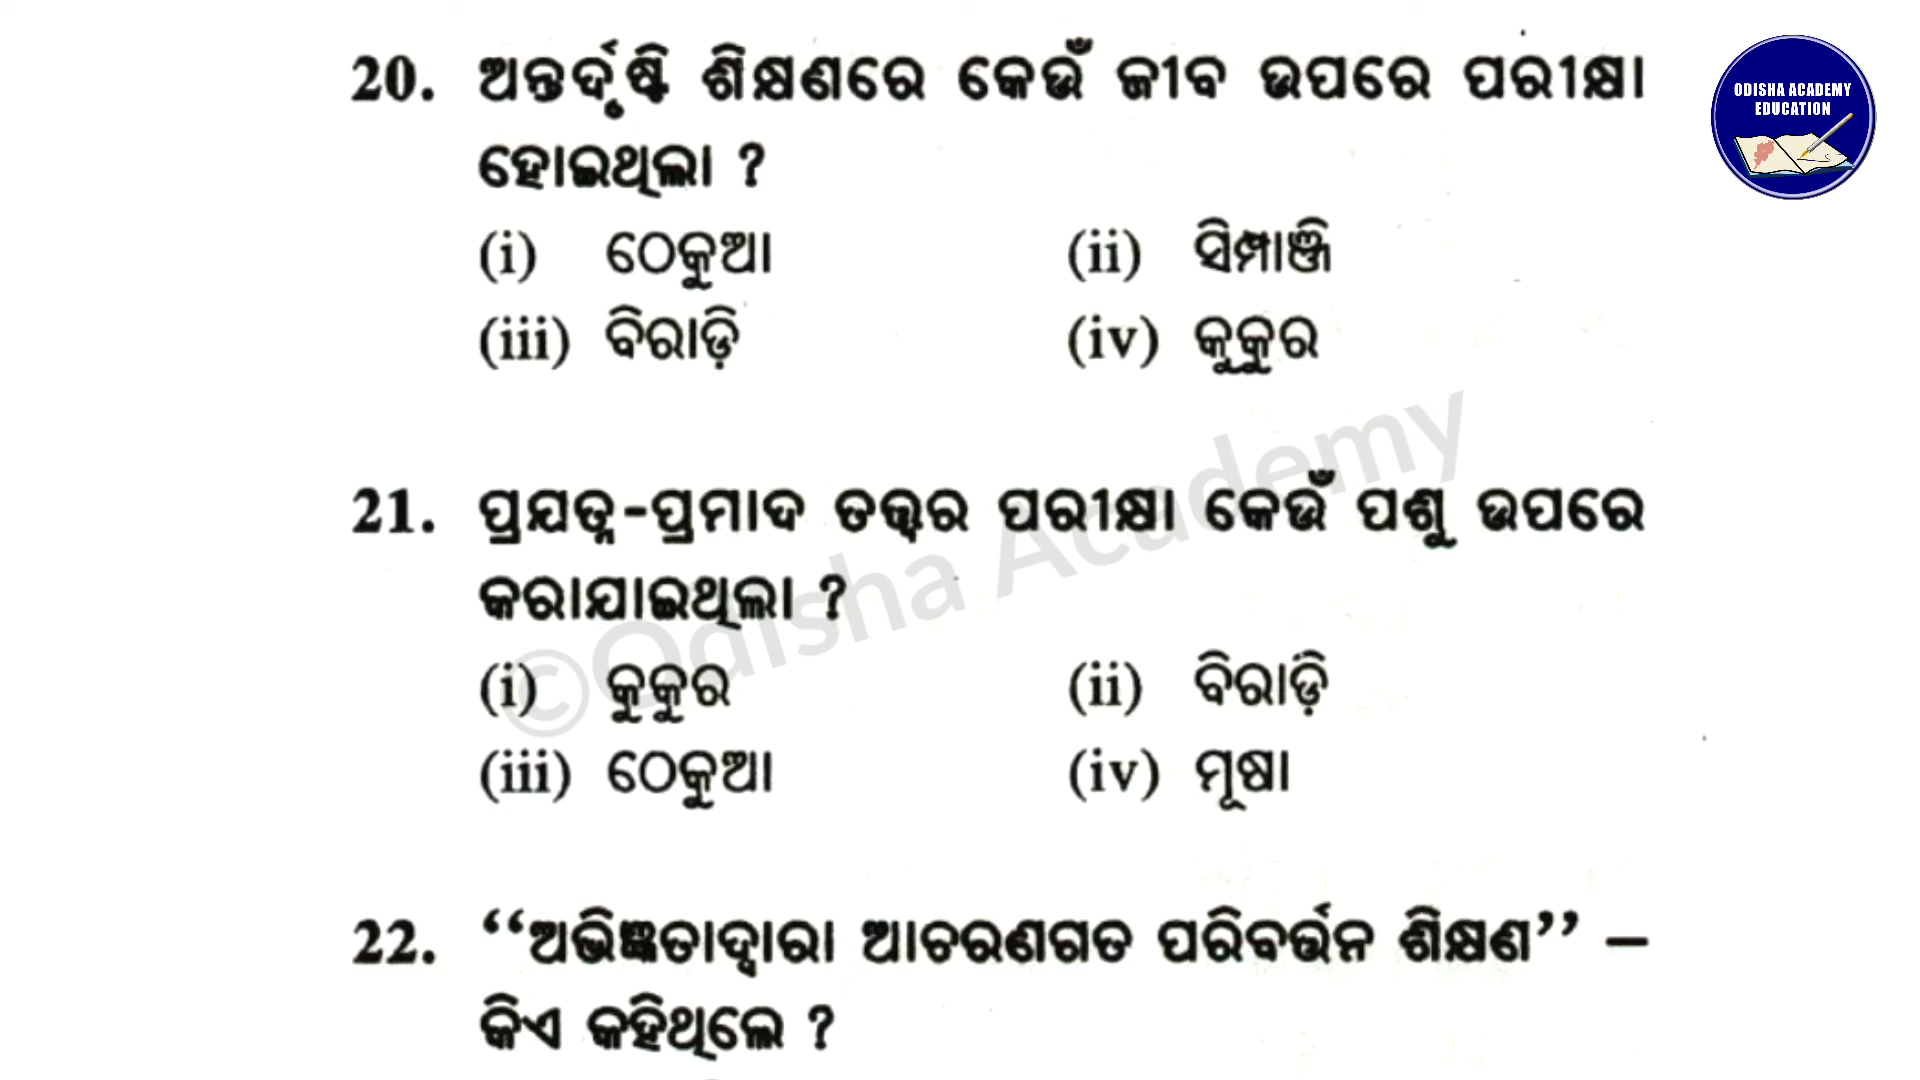 20. ଅନ୍ତର୍ଦୃଷ୍ଟି ଶିକ୍ଷଣରେ କେଉଁ ଜୀବ ଉପରେ ପରୀକ୍ଷା
ହୋଇଥିଲା ?
(i) ଠେକୁଆ (ii) ସିମ୍ପାଞ୍ଜି
(iii) ବିରାଡ଼ି (iv) କୁକୁର
21. ପ୍ରଯତ୍ନ-ପ୍ରମାଦ ତତ୍ତ୍ୱର ପରୀକ୍ଷା କେଉଁ ପଶୁ ଉପରେ
କରାଯାଇଥିଲା ?
(i) କୁକୁର (ii) ବିରାଡ଼ି
(iii) ଠେକୁଆ (iv) ମୂଷା
22. “ଅଭିଜ୍ଞତାଦ୍ୱାରା ଆଚରଣଗତ ପରିବର୍ତ୍ତନ ଶିକ୍ଷଣ” –
କିଏ କହିଥିଲେ ?
ODISHA ACADEMY
EDUCATION
©Odisha Academy